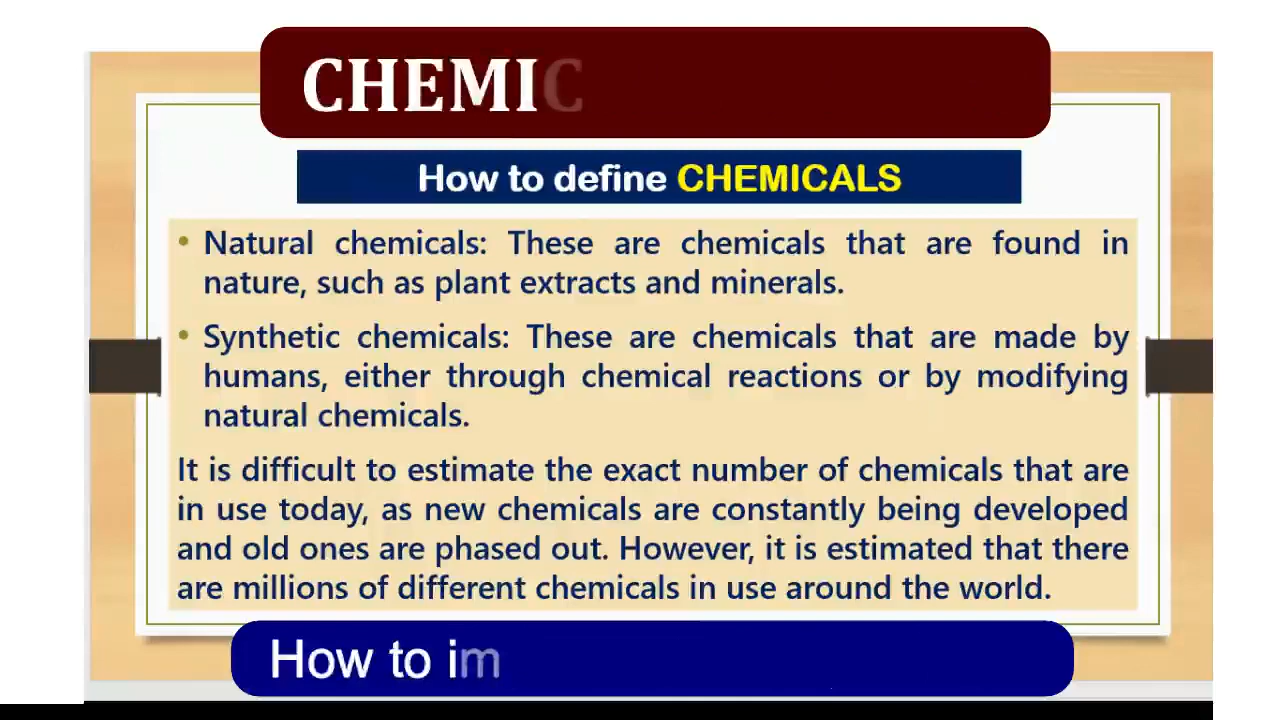 CHEMIC
How to define CHEMICALS
• Natural chemicals: These are chemicals that are found in
nature, such as plant extracts and minerals.
• Synthetic chemicals: These are chemicals that are made by
humans, either through chemical reactions or by modifying
natural chemicals.
It is difficult to estimate the exact number of chemicals that are
in use today, as new chemicals are constantly being developed
and old ones are phased out. However, it is estimated that there
are millions of different chemicals in use around the world.
How to im